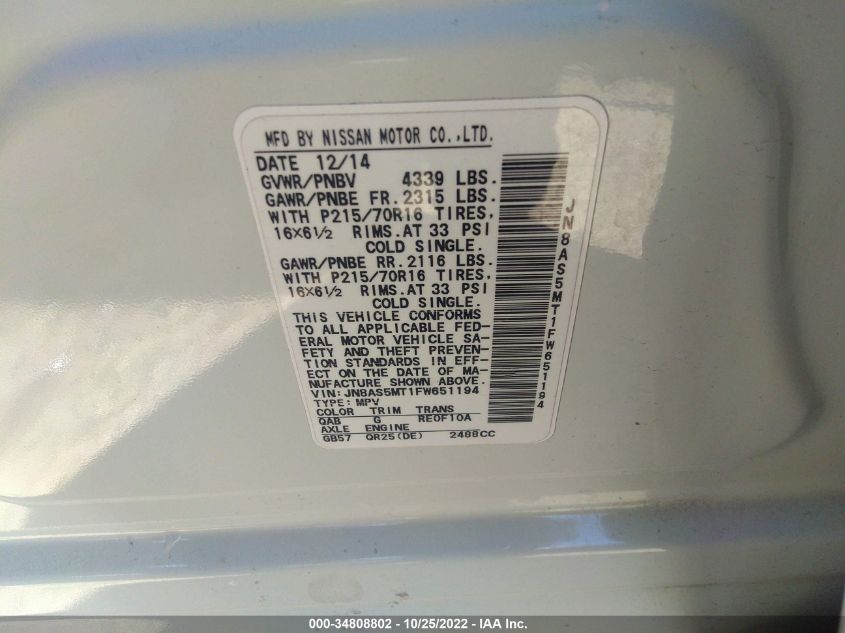 MFD BY NISSAN MOTOR CO.,LTD.
DATE 12/14
GVWR/PNBV 4339 LBS.
GAWR/PNBE FR. 2315 LBS.
WITH P215/70R16 TIRES,
16X6½ RIMS. AT 33 PSI
COLD SINGLE.
GAWR/PNBE RR. 2116 LBS.
WITH P215/70R16 TIRES,
16X6½ RIMS. AT 33 PSI
COLD SINGLE.
THIS VEHICLE CONFORMS
TO ALL APPLICABLE FED-
ERAL MOTOR VEHICLE SA-
FETY AND THEFT PREVEN-
TION STANDARDS IN EFF-
ECT ON THE DATE OF MA-
NUFACTURE SHOWN ABOVE.
VIN:JN8AS5MT1FW651194
TYPE:MPV
COLOR TRIM TRANS
QAB G RE0F10A
AXLE ENGINE
GB57 QR25(DE) 2488CC
JN8AS5MT1FW651194
000-34808802 - 10/25/2022 - IAA Inc.